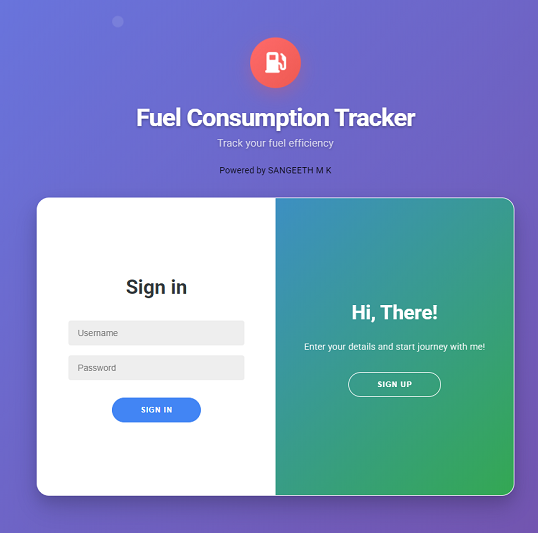 Fuel Consumption Tracker
Track your fuel efficiency
Powered by SANGEETH M K
Sign in
Username
Password
SIGN IN
Hi, There!
Enter your details and start journey with me!
SIGN UP